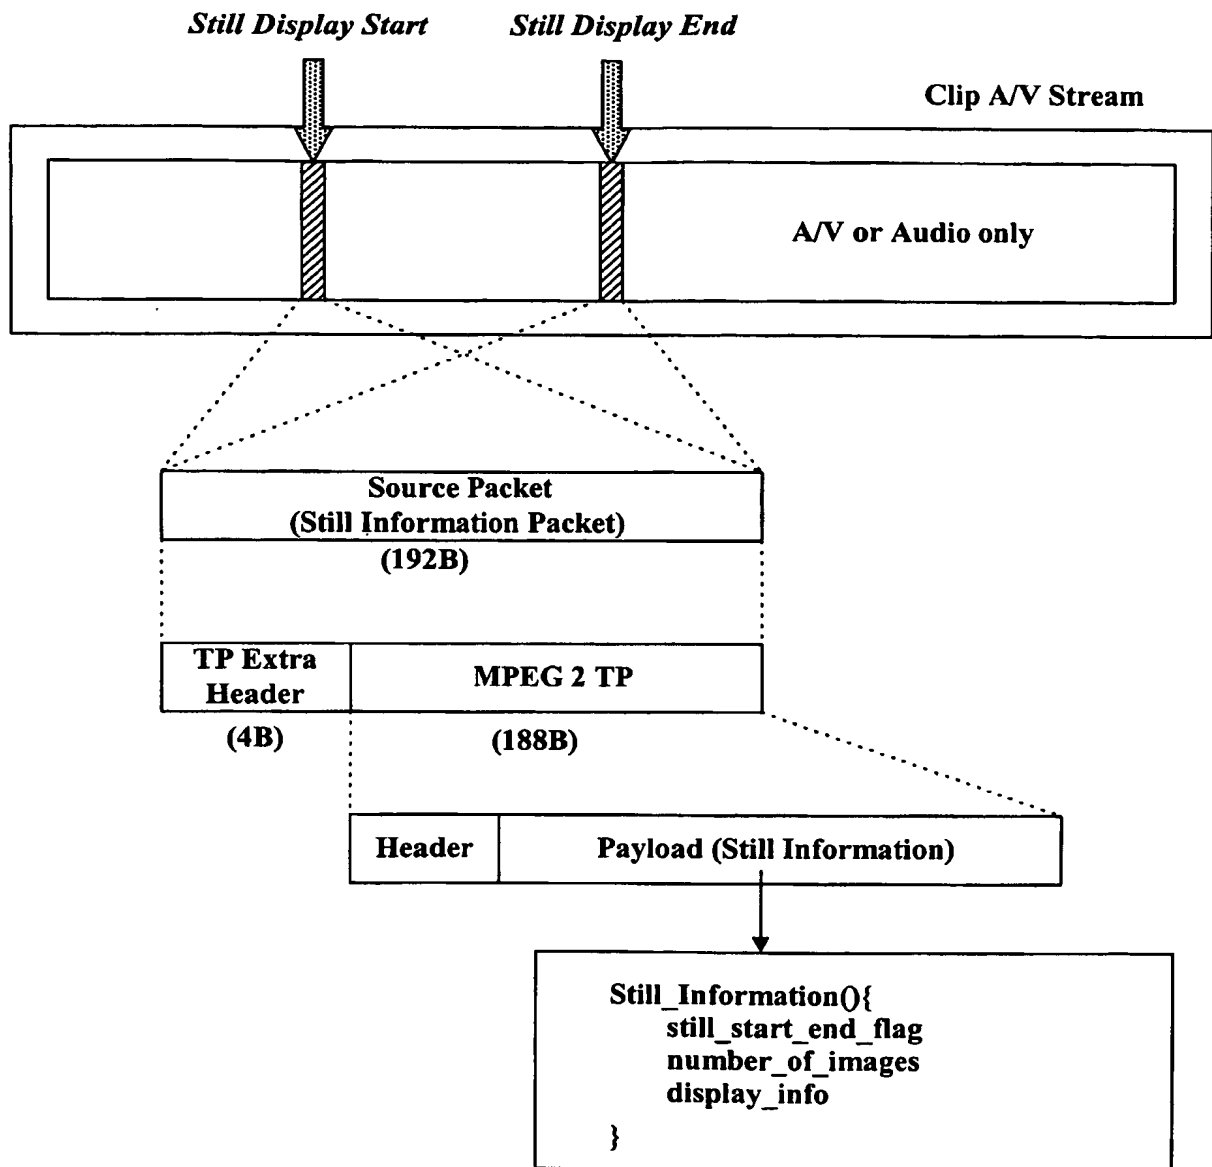 Still Display Start
Still Display End
Clip A/V Stream
A/V or Audio only
Source Packet
(Still Information Packet)
(192B)
TP Extra
Header
MPEG 2 TP
(4B)
(188B)
Header
Payload (Still Information)
Still_Information(){
still_start_end_flag
number_of_images
display_info
}